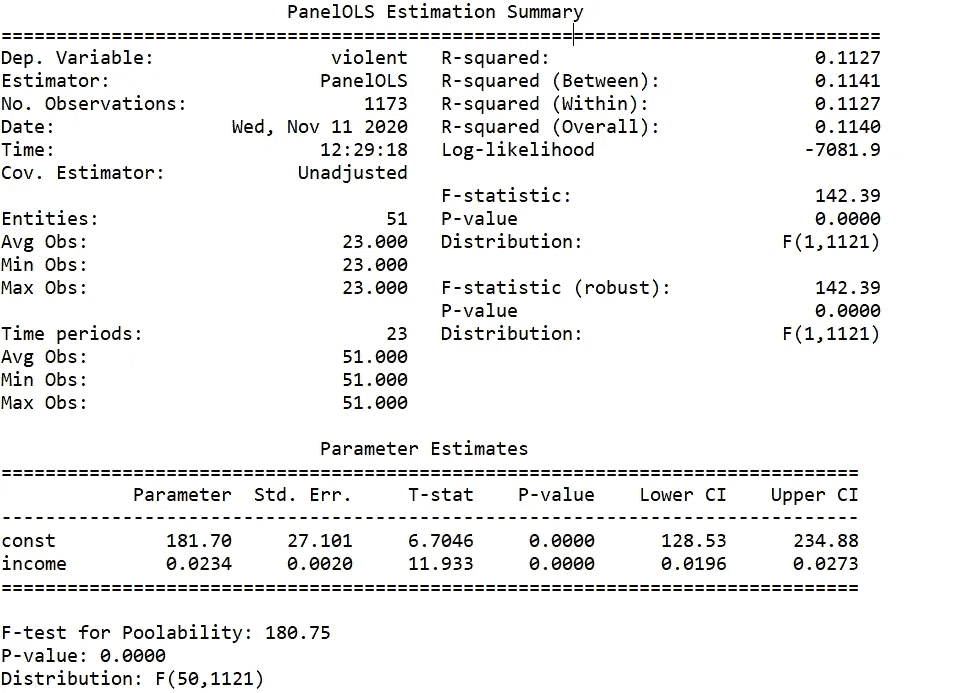 PanelOLS Estimation Summary
================================================================================
Dep. Variable: violent R-squared: 0.1127
Estimator: PanelOLS R-squared (Between): 0.1141
No. Observations: 1173 R-squared (Within): 0.1127
Date: Wed, Nov 11 2020 R-squared (Overall): 0.1140
Time: 12:29:18 Log-likelihood -7081.9
Cov. Estimator: Unadjusted
F-statistic: 142.39
Entities: 51 P-value 0.0000
Avg Obs: 23.000 Distribution: F(1,1121)
Min Obs: 23.000
Max Obs: 23.000 F-statistic (robust): 142.39
P-value 0.0000
Time periods: 23 Distribution: F(1,1121)
Avg Obs: 51.000
Min Obs: 51.000
Max Obs: 51.000
Parameter Estimates
==============================================================================
Parameter Std. Err. T-stat P-value Lower CI Upper CI
------------------------------------------------------------------------------
const 181.70 27.101 6.7046 0.0000 128.53 234.88
income 0.0234 0.0020 11.933 0.0000 0.0196 0.0273
==============================================================================
F-test for Poolability: 180.75
P-value: 0.0000
Distribution: F(50,1121)